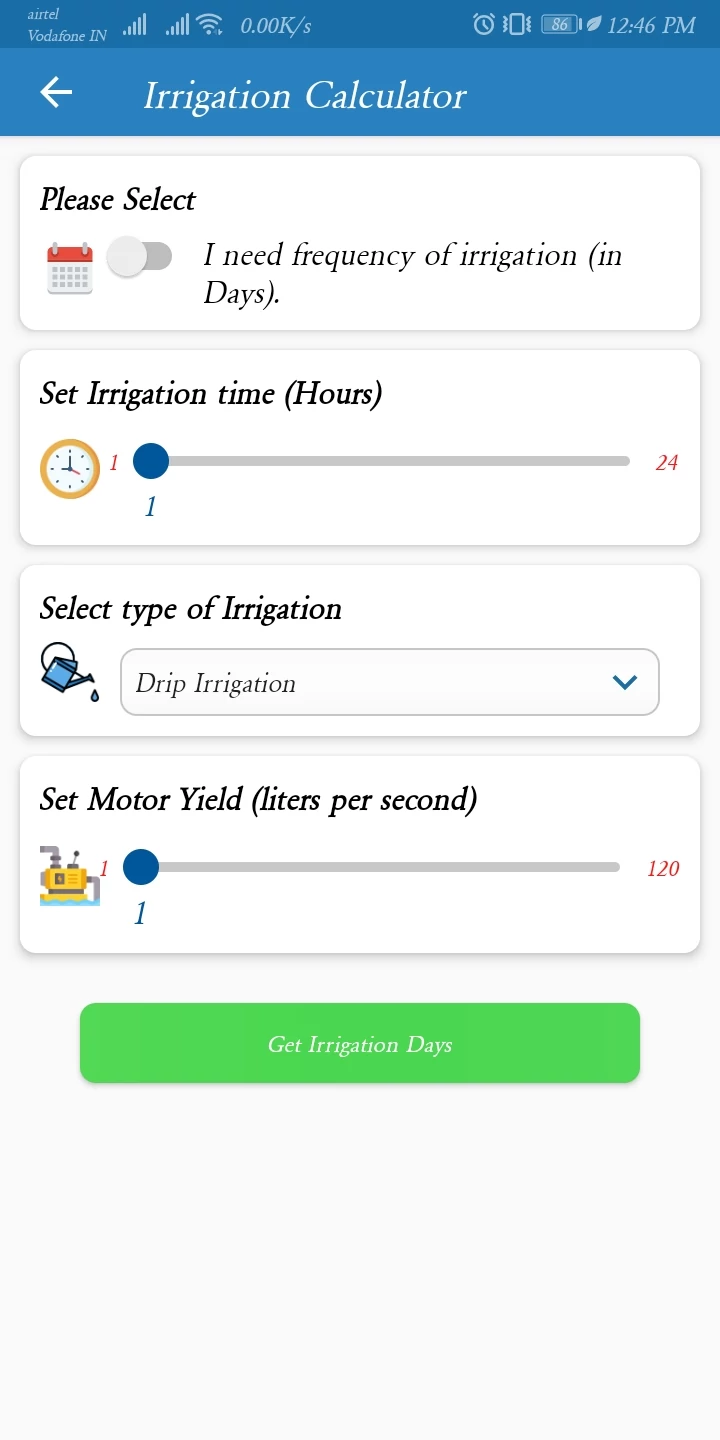 airtel
Vodafone IN 0.00K/s 86 12:46 PM
Irrigation Calculator
Please Select
I need frequency of irrigation (in
Days).
Set Irrigation time (Hours)
1 24
1
Select type of Irrigation
Drip Irrigation
Set Motor Yield (liters per second)
1 120
1
Get Irrigation Days